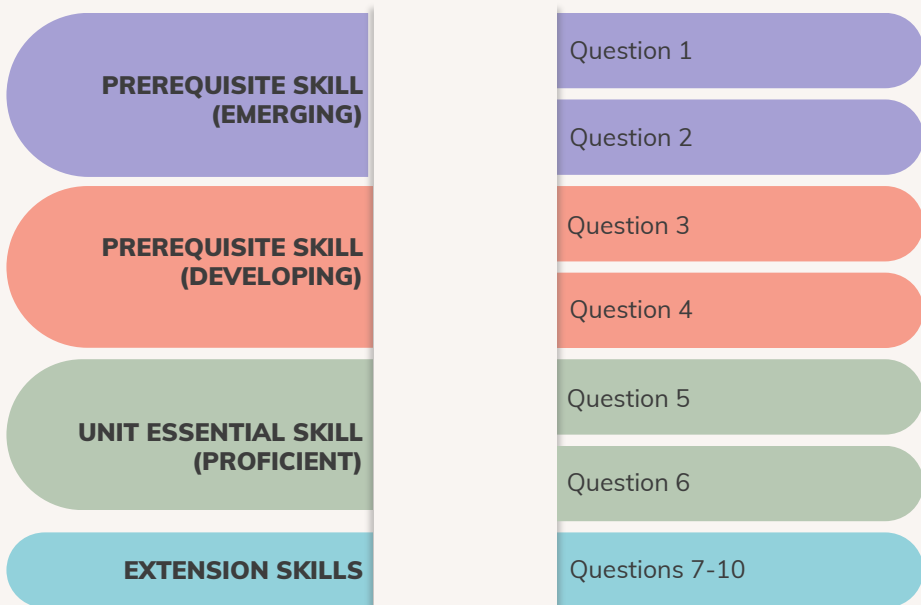 PREREQUISITE SKILL
(EMERGING)
Question 1
Question 2
PREREQUISITE SKILL
(DEVELOPING)
Question 3
Question 4
UNIT ESSENTIAL SKILL
(PROFICIENT)
Question 5
Question 6
EXTENSION SKILLS
Questions 7-10